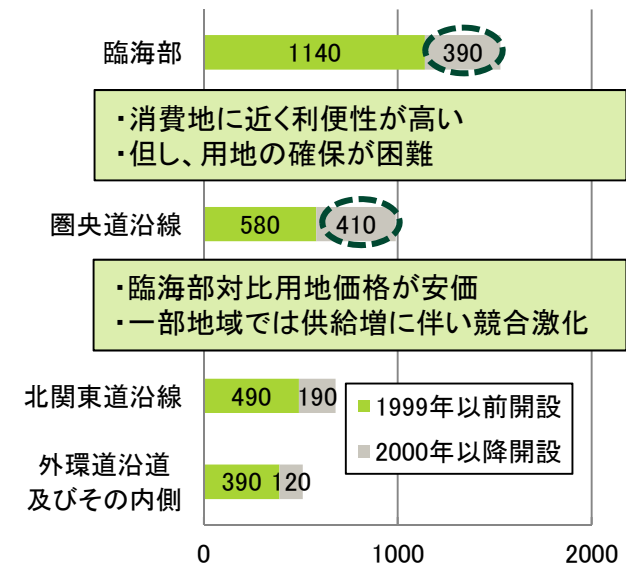 臨海部
1140
390
・消費地に近く利便性が高い
・但し、用地の確保が困難
圏央道沿線
580
410
・臨海部対比用地価格が安価
・一部地域では供給増に伴い競合激化
北関東道沿線
490
190
1999年以前開設
2000年以降開設
外環道沿道
及びその内側
390
120
0
1000
2000